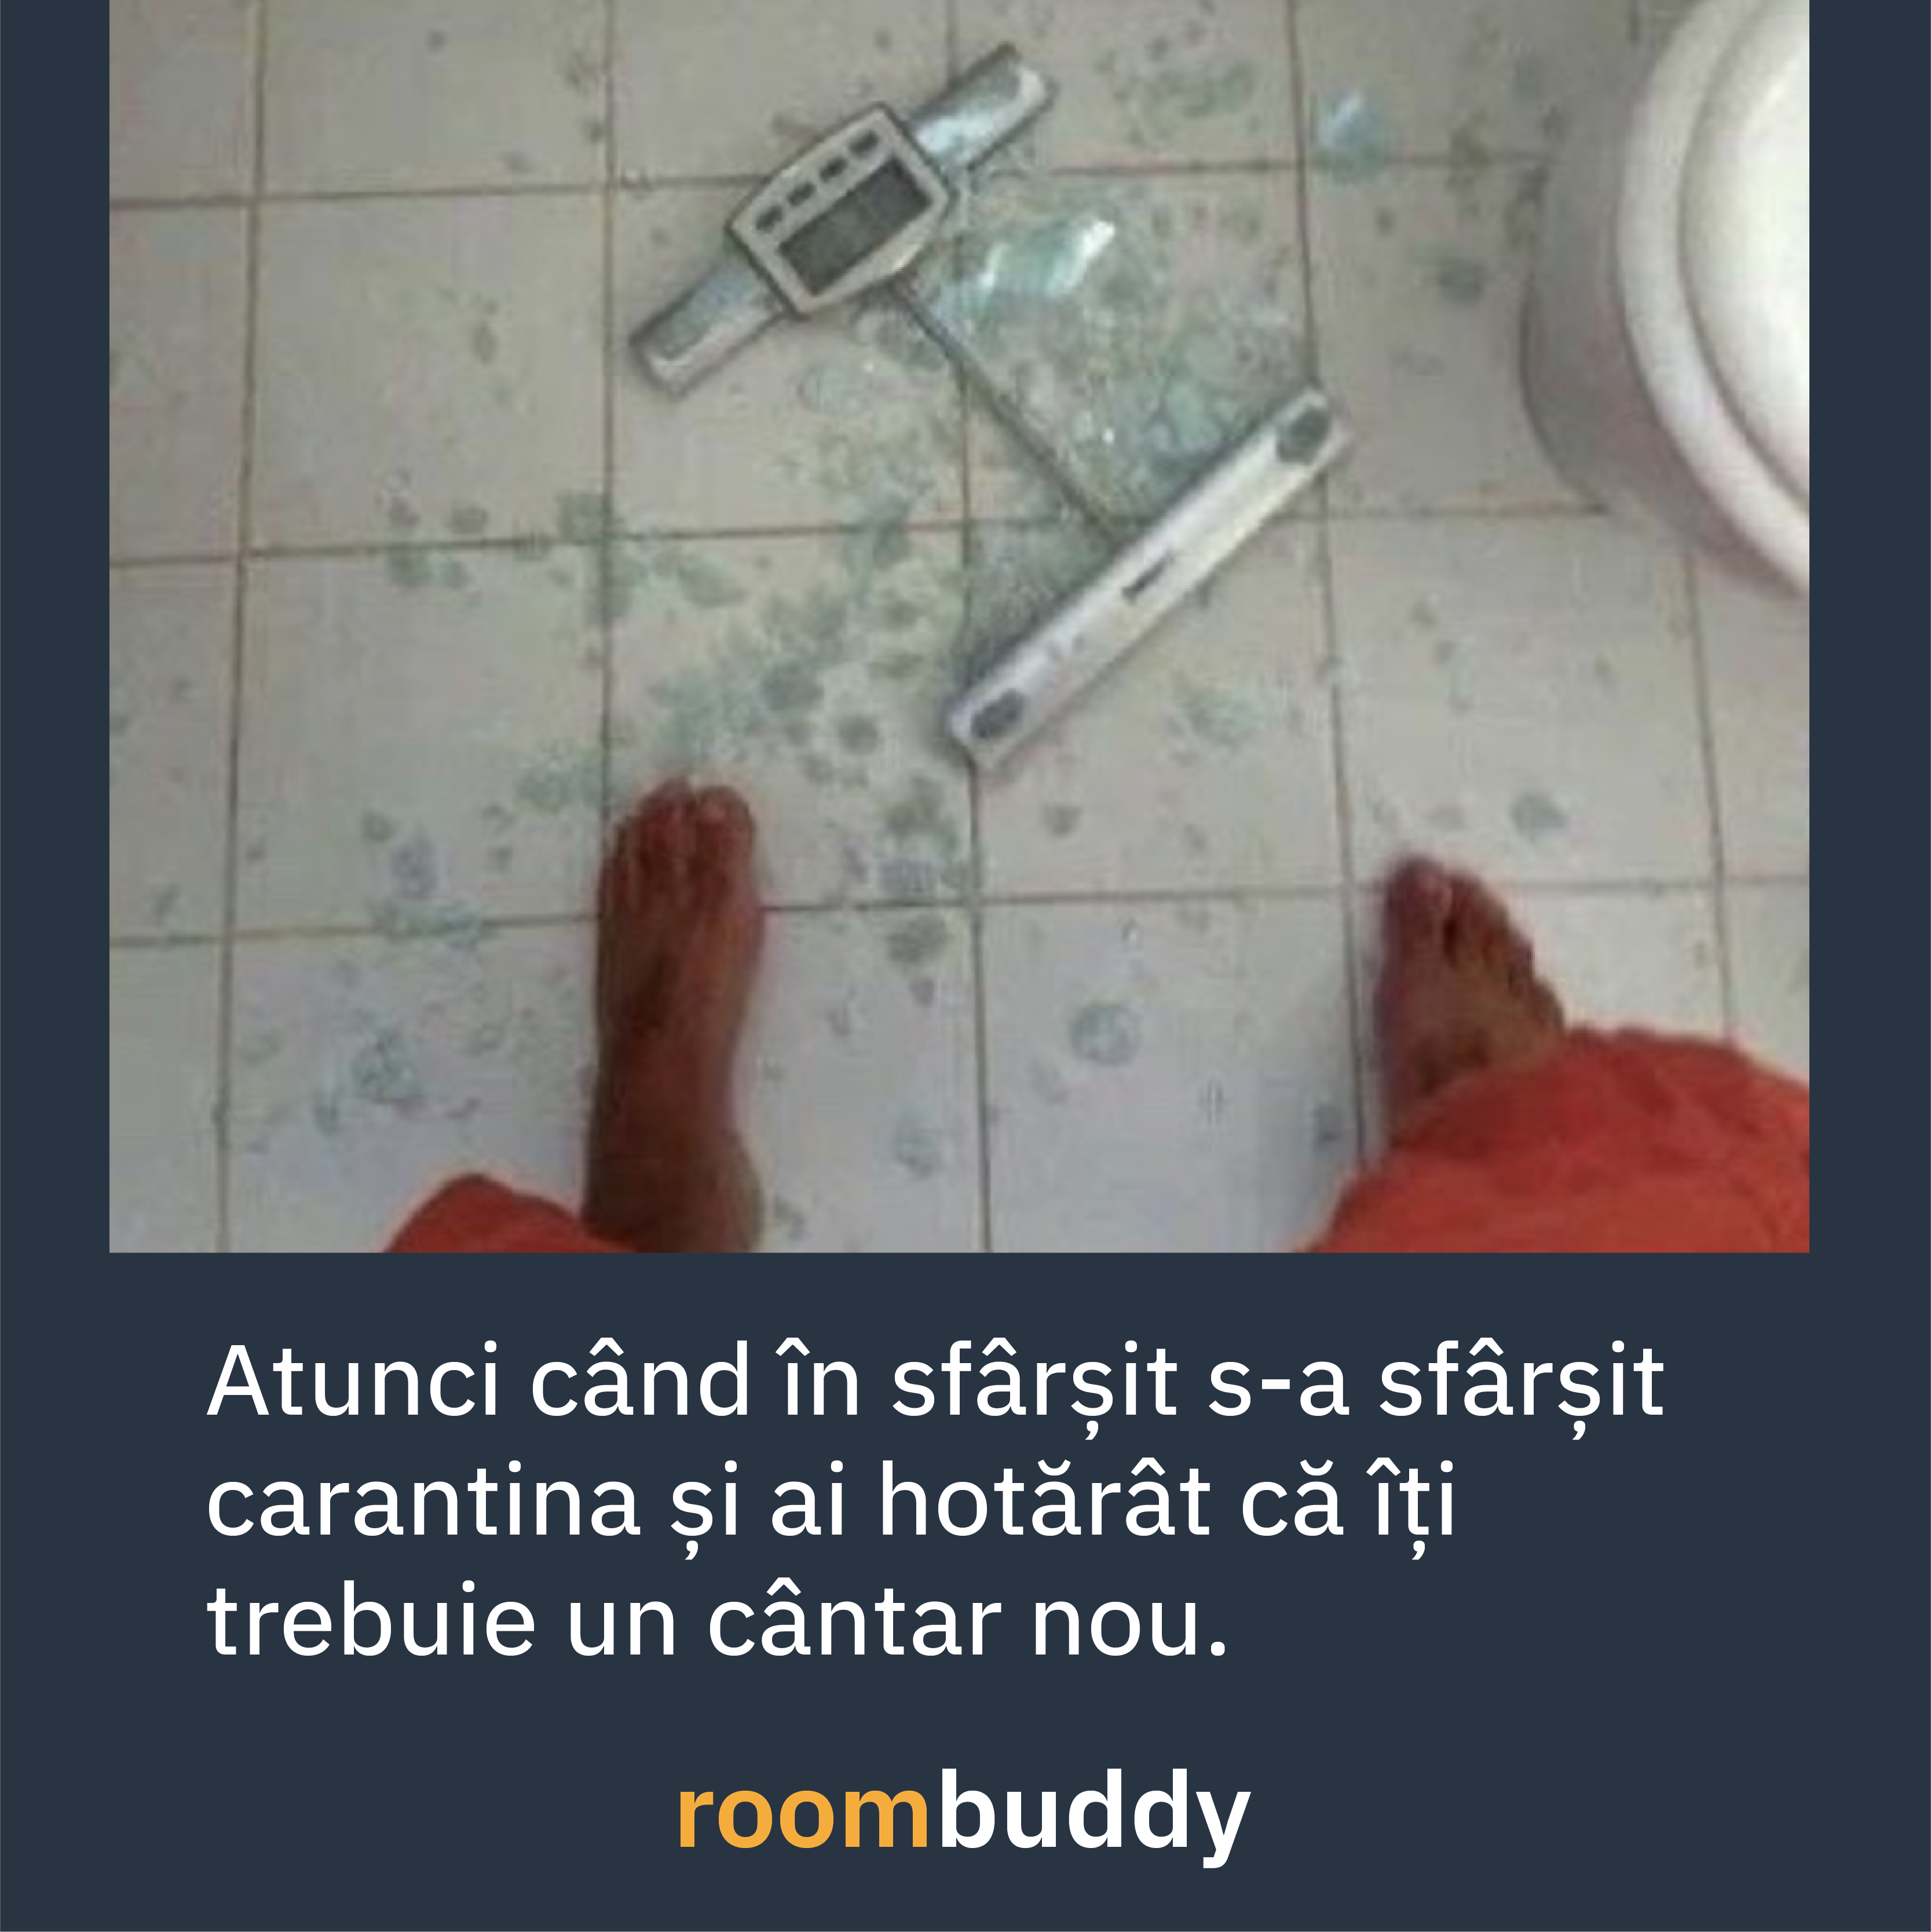 Atunci când în sfârșit s-a sfârșit
carantina și ai hotărât că îți
trebuie un cântar nou.
roombuddy